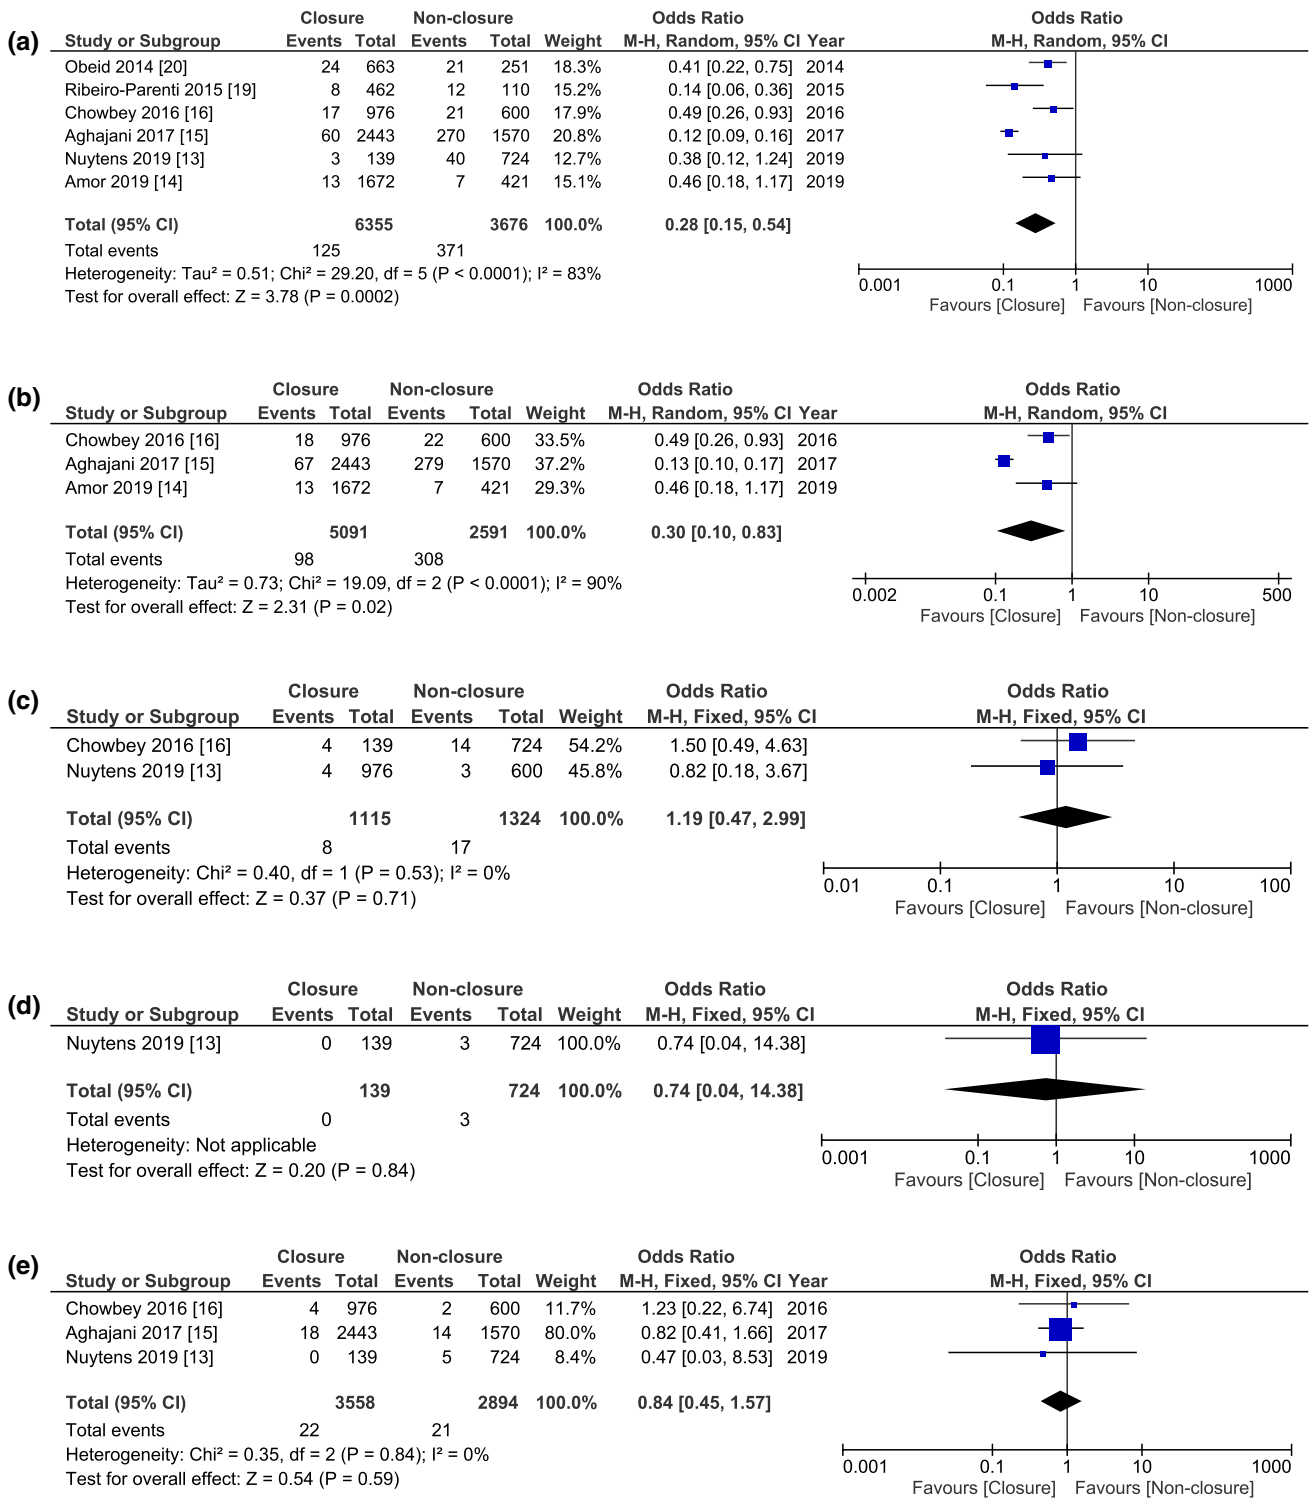 (a)
Closure Non-closure Odds Ratio Odds Ratio
Study or Subgroup Events Total Events Total Weight M-H, Random, 95% CI Year M-H, Random, 95% CI
Obeid 2014 [20] 24 663 21 251 18.3% 0.41 [0.22, 0.75] 2014
Ribeiro-Parenti 2015 [19] 8 462 12 110 15.2% 0.14 [0.06, 0.36] 2015
Chowbey 2016 [16] 17 976 21 600 17.9% 0.49 [0.26, 0.93] 2016
Aghajani 2017 [15] 60 2443 270 1570 20.8% 0.12 [0.09, 0.16] 2017
Nuytens 2019 [13] 3 139 40 724 12.7% 0.38 [0.12, 1.24] 2019
Amor 2019 [14] 13 1672 7 421 15.1% 0.46 [0.18, 1.17] 2019
Total (95% CI) 6355 3676 100.0% 0.28 [0.15, 0.54]
Total events 125 371
Heterogeneity: Tau² = 0.51; Chi² = 29.20, df = 5 (P < 0.0001); I² = 83%
Test for overall effect: Z = 3.78 (P = 0.0002)
0.001 0.1 1 10 1000
Favours [Closure] Favours [Non-closure]
(b)
Closure Non-closure Odds Ratio Odds Ratio
Study or Subgroup Events Total Events Total Weight M-H, Random, 95% CI Year M-H, Random, 95% CI
Chowbey 2016 [16] 18 976 22 600 33.5% 0.49 [0.26, 0.93] 2016
Aghajani 2017 [15] 67 2443 279 1570 37.2% 0.13 [0.10, 0.17] 2017
Amor 2019 [14] 13 1672 7 421 29.3% 0.46 [0.18, 1.17] 2019
Total (95% CI) 5091 2591 100.0% 0.30 [0.10, 0.83]
Total events 98 308
Heterogeneity: Tau² = 0.73; Chi² = 19.09, df = 2 (P < 0.0001); I² = 90%
Test for overall effect: Z = 2.31 (P = 0.02)
0.002 0.1 1 10 500
Favours [Closure] Favours [Non-closure]
(c)
Closure Non-closure Odds Ratio Odds Ratio
Study or Subgroup Events Total Events Total Weight M-H, Fixed, 95% CI M-H, Fixed, 95% CI
Chowbey 2016 [16] 4 139 14 724 54.2% 1.50 [0.49, 4.63]
Nuytens 2019 [13] 4 976 3 600 45.8% 0.82 [0.18, 3.67]
Total (95% CI) 1115 1324 100.0% 1.19 [0.47, 2.99]
Total events 8 17
Heterogeneity: Chi² = 0.40, df = 1 (P = 0.53); I² = 0%
Test for overall effect: Z = 0.37 (P = 0.71)
0.01 0.1 1 10 100
Favours [Closure] Favours [Non-closure]
(d)
Closure Non-closure Odds Ratio Odds Ratio
Study or Subgroup Events Total Events Total Weight M-H, Fixed, 95% CI M-H, Fixed, 95% CI
Nuytens 2019 [13] 0 139 3 724 100.0% 0.74 [0.04, 14.38]
Total (95% CI) 139 724 100.0% 0.74 [0.04, 14.38]
Total events 0 3
Heterogeneity: Not applicable
Test for overall effect: Z = 0.20 (P = 0.84)
0.001 0.1 1 10 1000
Favours [Closure] Favours [Non-closure]
(e)
Closure Non-closure Odds Ratio Odds Ratio
Study or Subgroup Events Total Events Total Weight M-H, Fixed, 95% CI Year M-H, Fixed, 95% CI
Chowbey 2016 [16] 4 976 2 600 11.7% 1.23 [0.22, 6.74] 2016
Aghajani 2017 [15] 18 2443 14 1570 80.0% 0.82 [0.41, 1.66] 2017
Nuytens 2019 [13] 0 139 5 724 8.4% 0.47 [0.03, 8.53] 2019
Total (95% CI) 3558 2894 100.0% 0.84 [0.45, 1.57]
Total events 22 21
Heterogeneity: Chi² = 0.35, df = 2 (P = 0.84); I² = 0%
Test for overall effect: Z = 0.54 (P = 0.59)
0.001 0.1 1 10 1000
Favours [Closure] Favours [Non-closure]